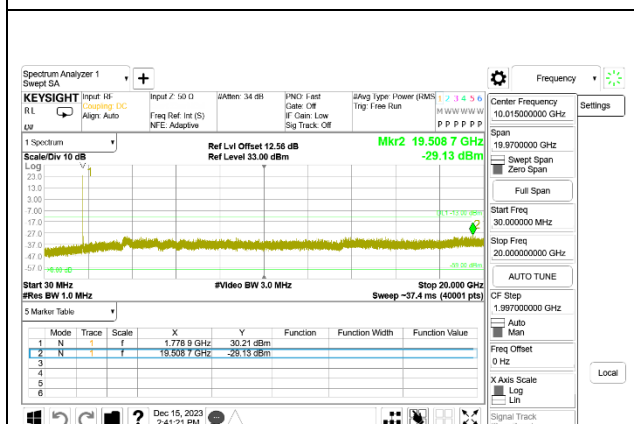 Spectrum Analyzer 1
Swept SA
+
Frequency
KEYSIGHT
RL
Input: RF
Coupling: DC
Align: Auto
Input Z: 50 Ω
Freq Ref: Int (S)
NFE: Adaptive
#Atten: 34 dB
PNO: Fast
Gate: Off
IF Gain: Low
Sig Track: Off
#Avg Type: Power (RMS
Trig: Free Run
1 2 3 4 5 6
M W W W W W
P P P P P P
Center Frequency
10.015000000 GHz
Settings
Span
19.9700000 GHz
Swept Span
Zero Span
Full Span
Start Freq
30.000000 MHz
Stop Freq
20.000000000 GHz
AUTO TUNE
CF Step
1.997000000 GHz
Auto
Man
Freq Offset
0 Hz
X Axis Scale
Log
Lin
Signal Track
Local
1 Spectrum
Scale/Div 10 dB
Log
Ref Lvl Offset 12.56 dB
Ref Level 33.00 dBm
Mkr2 19.508 7 GHz
-29.13 dBm
1
23.0
13.0
3.00
-7.00
-17.0
-27.0
-37.0
-47.0
-57.0
2
Start 30 MHz
#Video BW 3.0 MHz
Stop 20.000 GHz
#Res BW 1.0 MHz
Sweep ~37.4 ms (40001 pts)
5 Marker Table
Mode Trace Scale X Y Function Function Width Function Value
1 N 1 f 1.778 9 GHz 30.21 dBm
2 N 1 f 19.508 7 GHz -29.13 dBm
3
4
5
6
?
Dec 15, 2023
2:41:21 PM